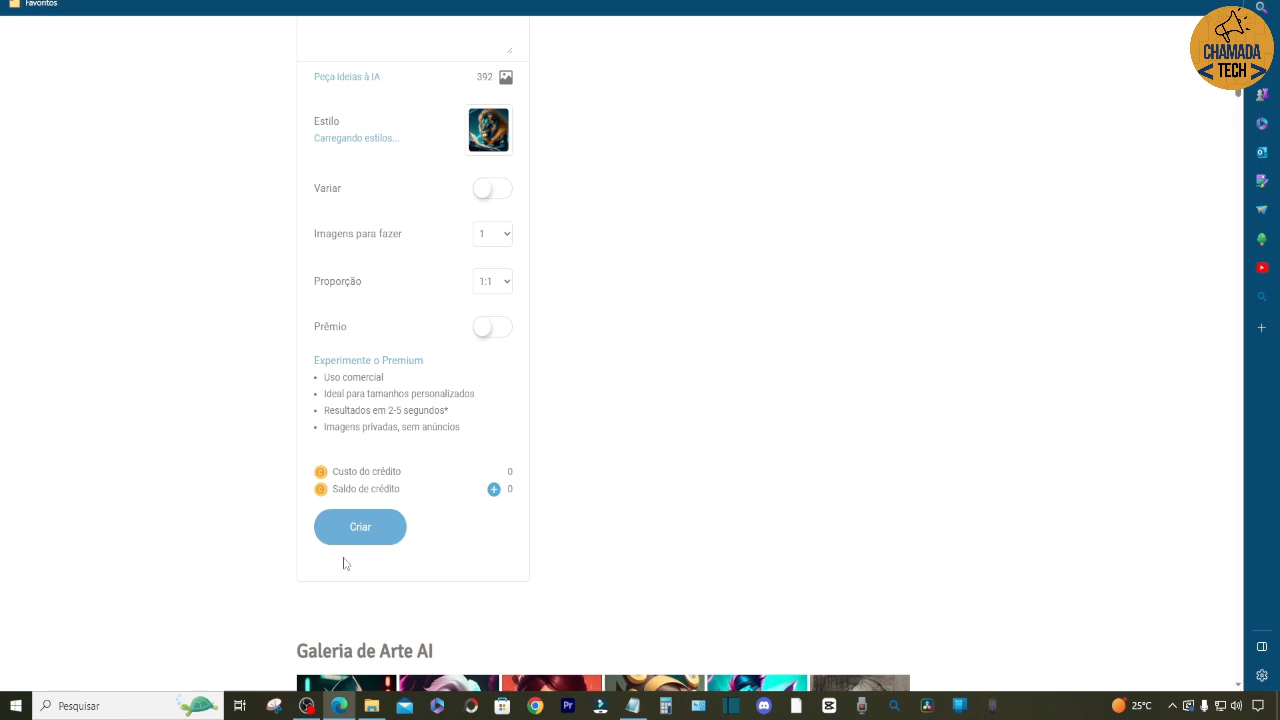 Favoritos
CHAMADA
<TECH>
Peça ideias à IA 392
Estilo
Carregando estilos...
Variar
Imagens para fazer 1
Proporção 1:1
Prêmio
Experimente o Premium
• Uso comercial
• Ideal para tamanhos personalizados
• Resultados em 2-5 segundos*
• Imagens privadas, sem anúncios
Custo do crédito 0
Saldo de crédito 0
Criar
Galeria de Arte AI
Pesquisar
25°C